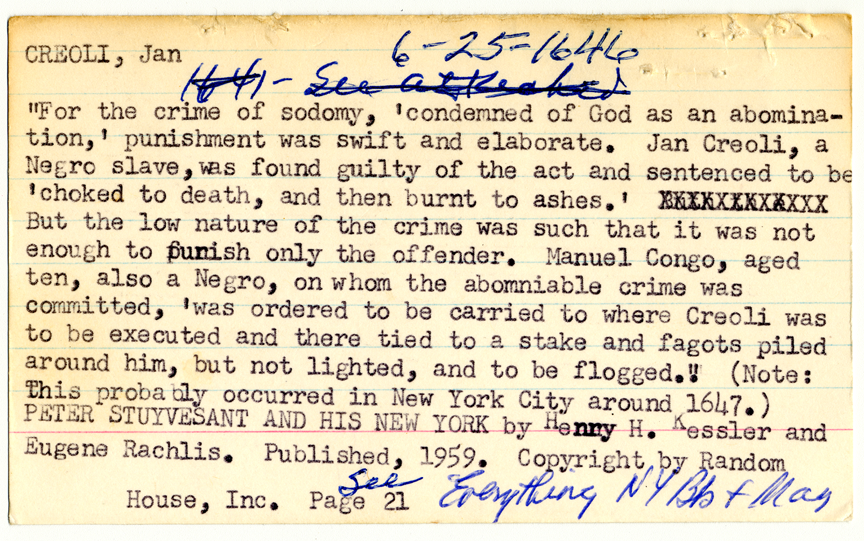 CREOLI, Jan 6-25-1646
1641 - See attached
"For the crime of sodomy, 'condemned of God as an abomina-
tion,' punishment was swift and elaborate. Jan Creoli, a
Negro slave, was found guilty of the act and sentenced to be
'choked to death, and then burnt to ashes.' XXXXXXXXXXXX
But the low nature of the crime was such that it was not
enough to punish only the offender. Manuel Congo, aged
ten, also a Negro, on whom the abomniable crime was
committed, 'was ordered to be carried to where Creoli was
to be executed and there tied to a stake and fagots piled
around him, but not lighted, and to be flogged.'" (Note:
This probably occurred in New York City around 1647.)
PETER STUYVESANT AND HIS NEW YORK by Henry H. Kessler and
Eugene Rachlis. Published, 1959. Copyright by Random
House, Inc. Page 21 See Everything NY Bb + Mag